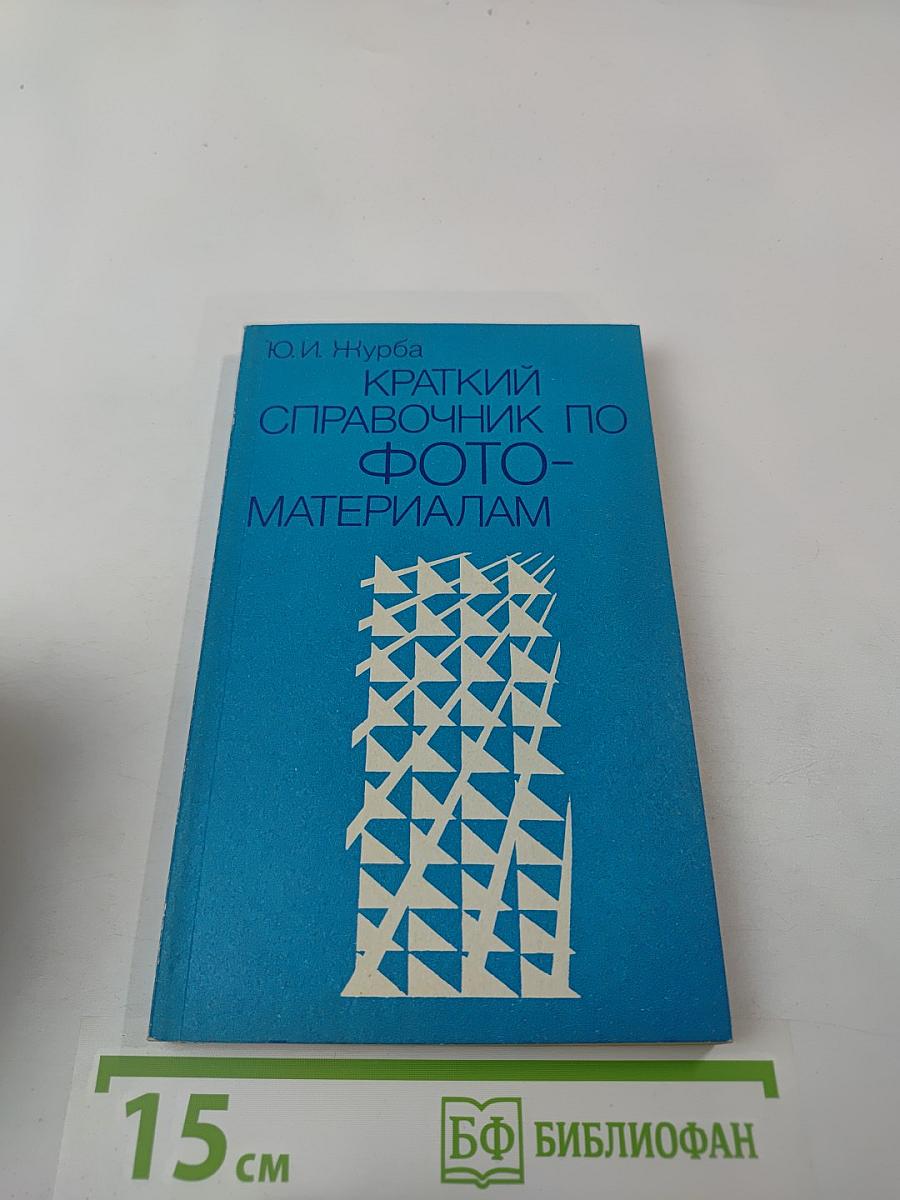 Ю.И. Журба
КРАТКИЙ
СПРАВОЧНИК ПО
ФОТО-
МАТЕРИАЛАМ
15 см
БФ БИБЛИОФАН